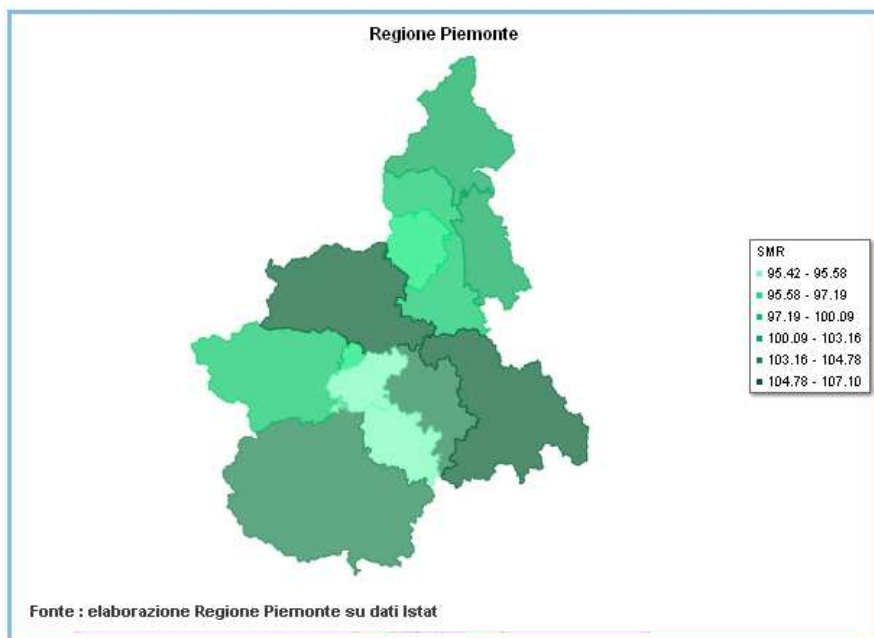 Regione Piemonte
SMR
95.42 - 95.58
95.58 - 97.19
97.19 - 100.09
100.09 - 103.16
103.16 - 104.78
104.78 - 107.10
Fonte : elaborazione Regione Piemonte su dati Istat